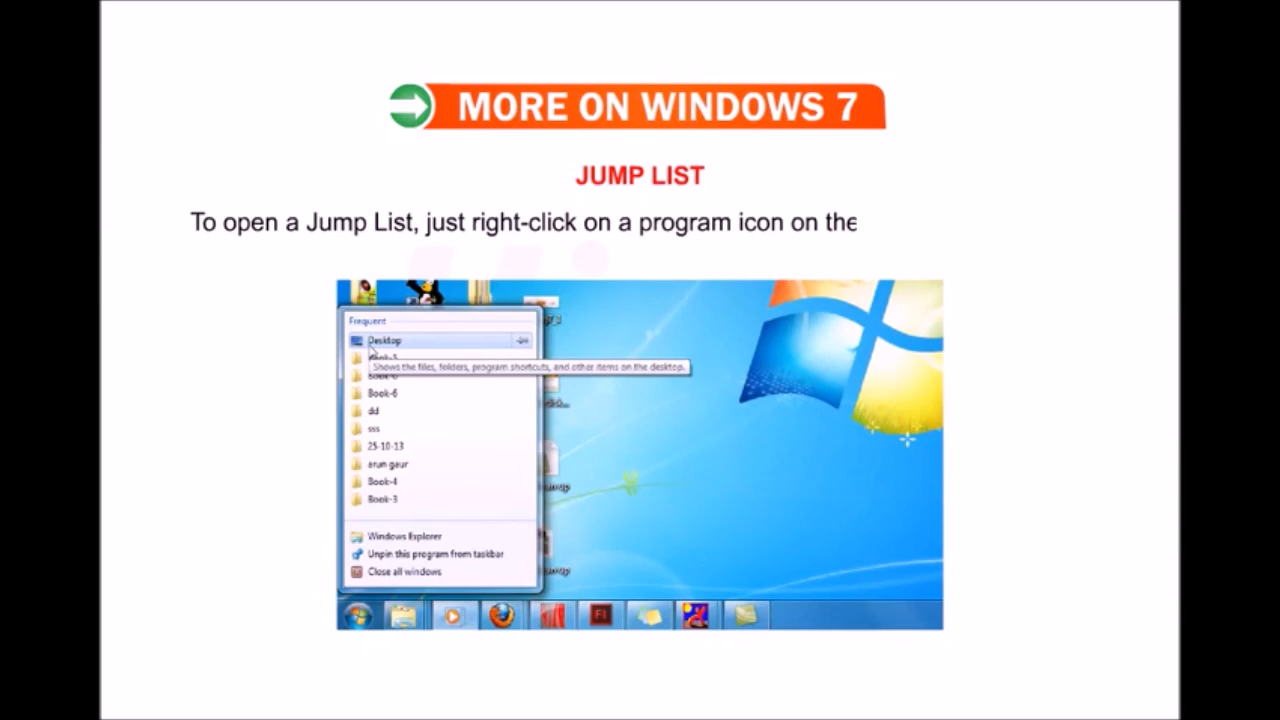 MORE ON WINDOWS 7
JUMP LIST
To open a Jump List, just right-click on a program icon on the
Frequent
Desktop
Shows the files, folders, program shortcuts, and other items on the desktop.
Book-6
dd
sss
25-10-13
arun gaur
Book-4
Book-3
Windows Explorer
Unpin this program from taskbar
Close all windows